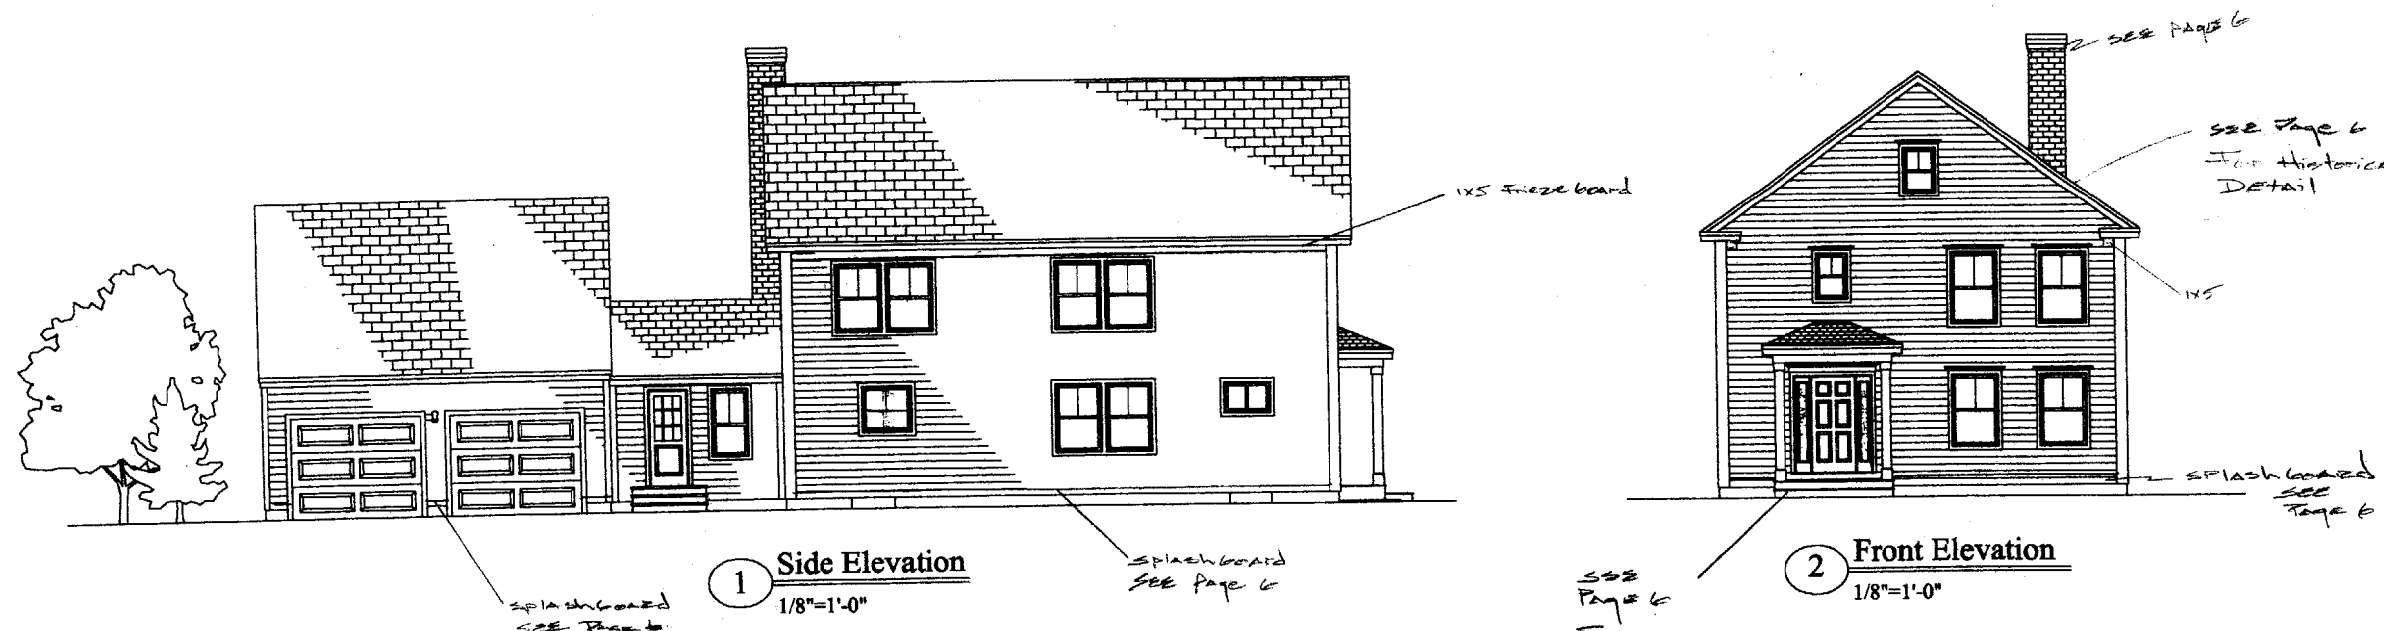 SEE PAGE 6
SEE Page 6
For Historic
Detail
1x5 Frieze board
1x5
Splashboard
SEE
Page 6
1
Side Elevation
1/8"=1'-0"
Splashboard
SEE Page 6
Splashboard
SEE Page 6
SEE
Page 6
2
Front Elevation
1/8"=1'-0"